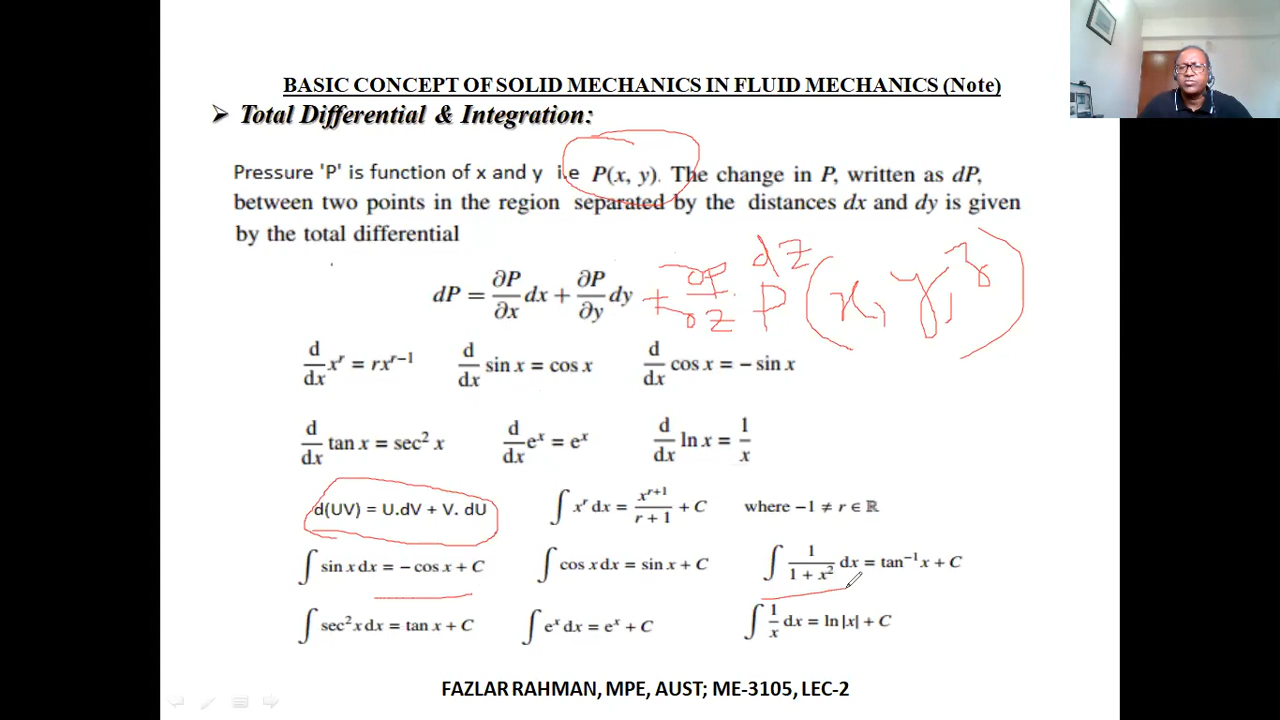 BASIC CONCEPT OF SOLID MECHANICS IN FLUID MECHANICS (Note)
➢ Total Differential & Integration:
Pressure 'P' is function of x and y i.e P(x, y). The change in P, written as dP,
between two points in the region separated by the distances dx and dy is given
by the total differential
dP = ∂P/∂x dx + ∂P/∂y dy + ∂P/∂z dz P(x, y, z)
d/dx x^r = rx^(r−1) d/dx sin x = cos x d/dx cos x = − sin x
d/dx tan x = sec² x d/dx e^x = e^x d/dx ln x = 1/x
d(UV) = U.dV + V. dU ∫ x^r dx = x^(r+1)/(r + 1) + C where −1 ≠ r ∈ ℝ
∫ sin x dx = − cos x + C ∫ cos x dx = sin x + C ∫ 1/(1 + x²) dx = tan⁻¹ x + C
∫ sec² x dx = tan x + C ∫ e^x dx = e^x + C ∫ 1/x dx = ln |x| + C
FAZLAR RAHMAN, MPE, AUST; ME-3105, LEC-2